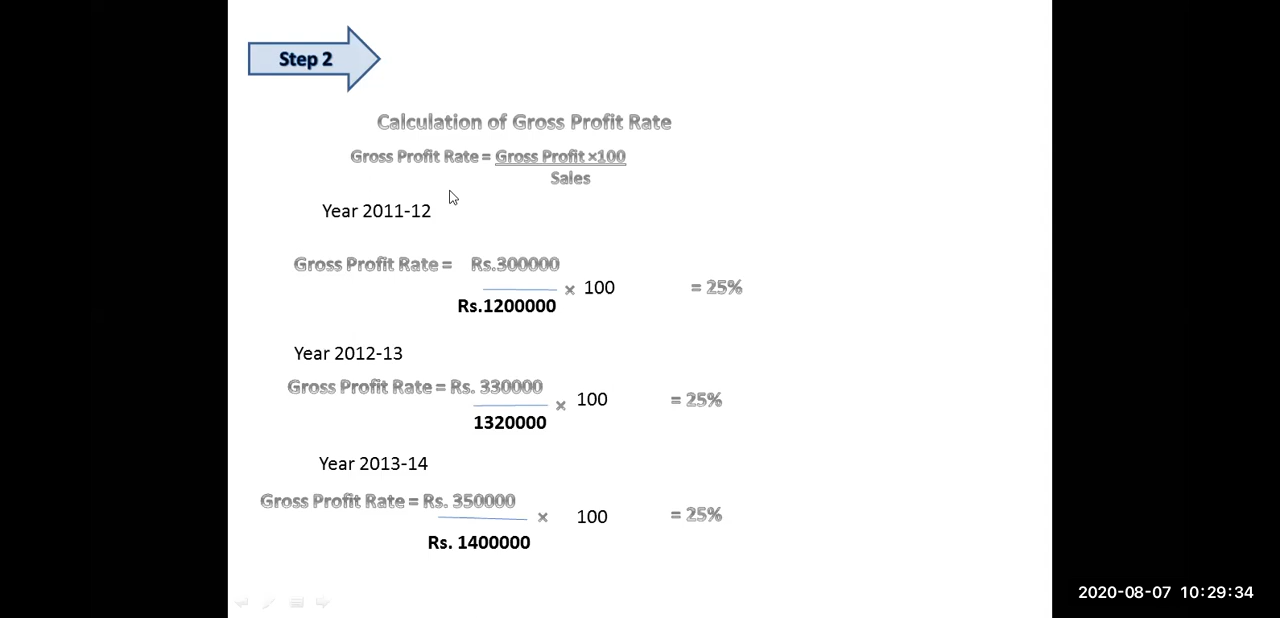 Step 2
Calculation of Gross Profit Rate
Gross Profit Rate = Gross Profit ×100
Sales
Year 2011-12
Gross Profit Rate = Rs.300000
× 100 = 25%
Rs.1200000
Year 2012-13
Gross Profit Rate = Rs. 330000
× 100 = 25%
1320000
Year 2013-14
Gross Profit Rate = Rs. 350000
× 100 = 25%
Rs. 1400000
2020-08-07 10:29:34